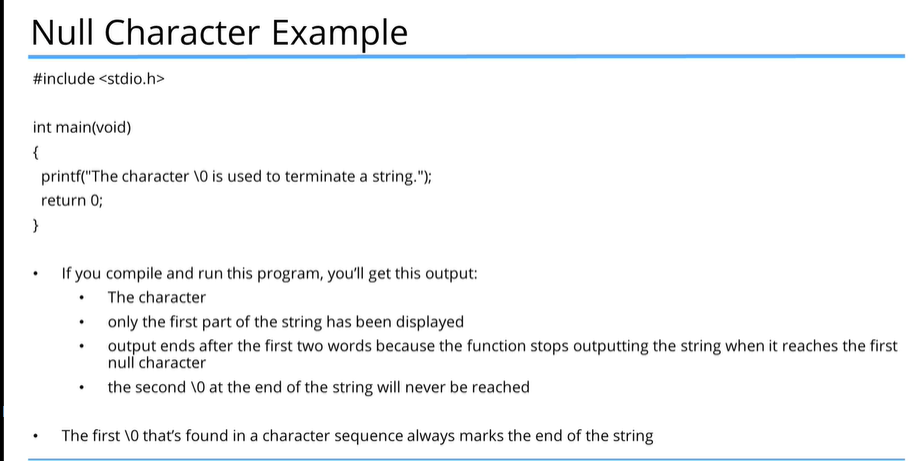 Null Character Example
#include <stdio.h>
int main(void)
{
printf("The character \0 is used to terminate a string.");
return 0;
}
• If you compile and run this program, you'll get this output:
• The character
• only the first part of the string has been displayed
• output ends after the first two words because the function stops outputting the string when it reaches the first
null character
• the second \0 at the end of the string will never be reached
• The first \0 that's found in a character sequence always marks the end of the string